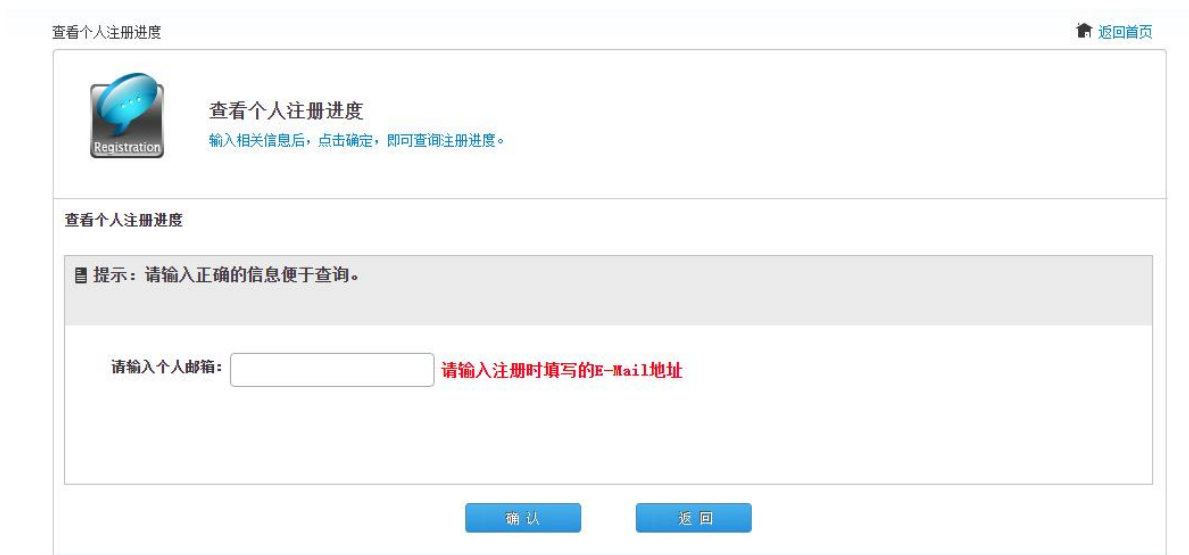 查看个人注册进度 返回首页
Registration
查看个人注册进度
输入相关信息后，点击确定，即可查询注册进度。
查看个人注册进度
提示：请输入正确的信息便于查询。
请输入个人邮箱： 请输入注册时填写的E-Mail地址
确认 返回